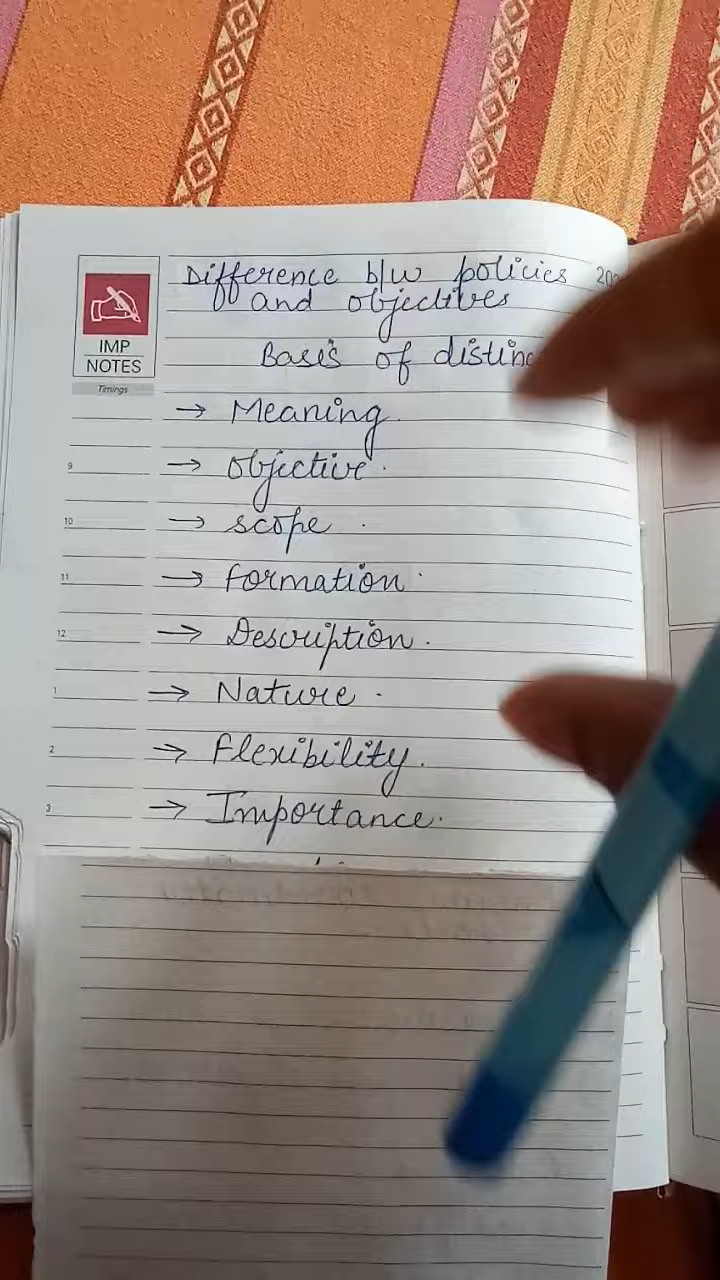 Difference b/w policies
and objectives
Basis of
IMP
NOTES
Timings
→ Meaning.
9 → objective.
10 → scope.
11 → formation.
12 → Description.
1 → Nature.
2 → flexibility.
3 → Importance.